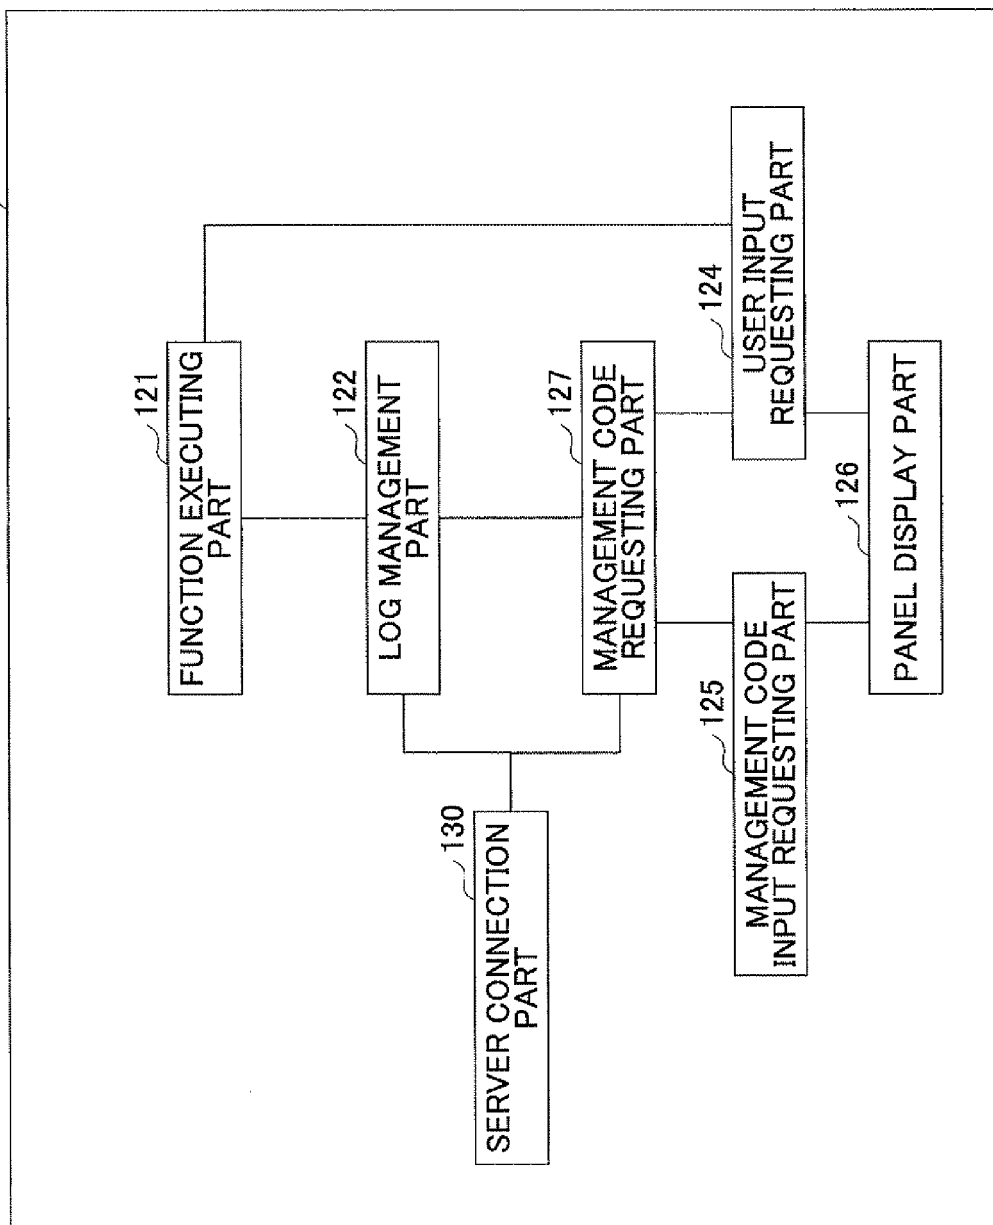 121
FUNCTION EXECUTING
PART
122
LOG MANAGEMENT
PART
130
SERVER CONNECTION
PART
127
MANAGEMENT CODE
REQUESTING PART
124
USER INPUT
REQUESTING PART
125
MANAGEMENT CODE
INPUT REQUESTING PART
126
PANEL DISPLAY PART